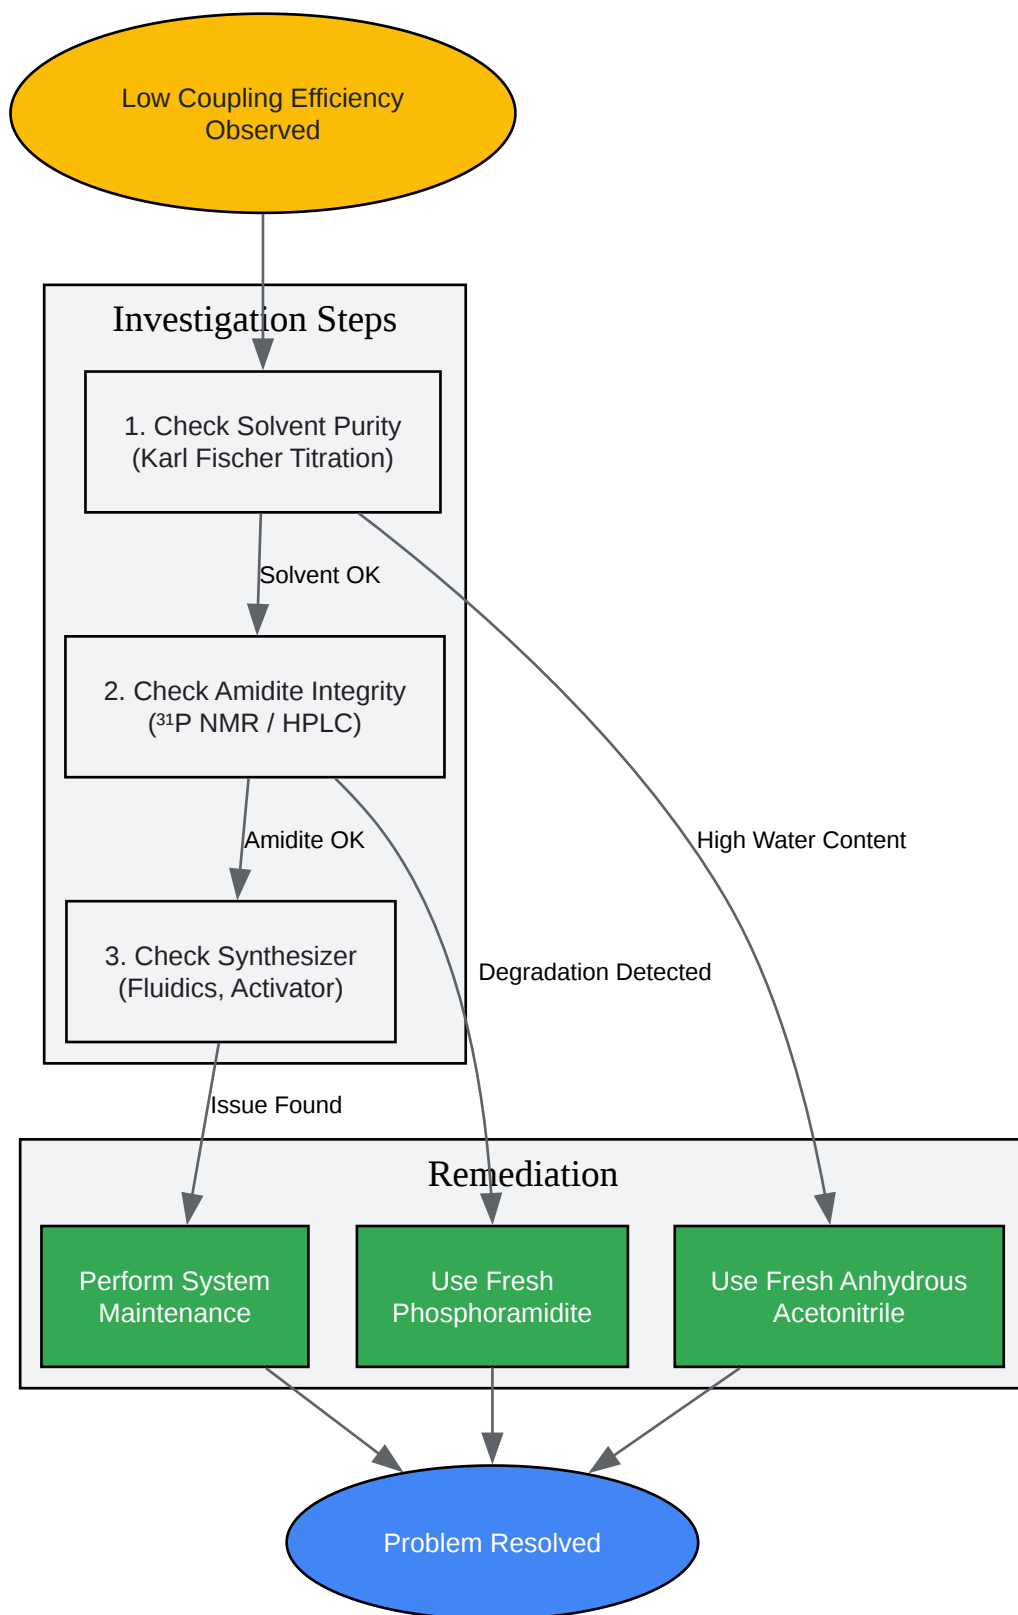 Low Coupling Efficiency
Observed
Investigation Steps
1. Check Solvent Purity
(Karl Fischer Titration)
Solvent OK
2. Check Amidite Integrity
(³¹P NMR / HPLC)
Amidite OK
High Water Content
3. Check Synthesizer
(Fluidics, Activator)
Degradation Detected
Issue Found
Remediation
Perform System
Maintenance
Use Fresh
Phosphoramidite
Use Fresh Anhydrous
Acetonitrile
Problem Resolved